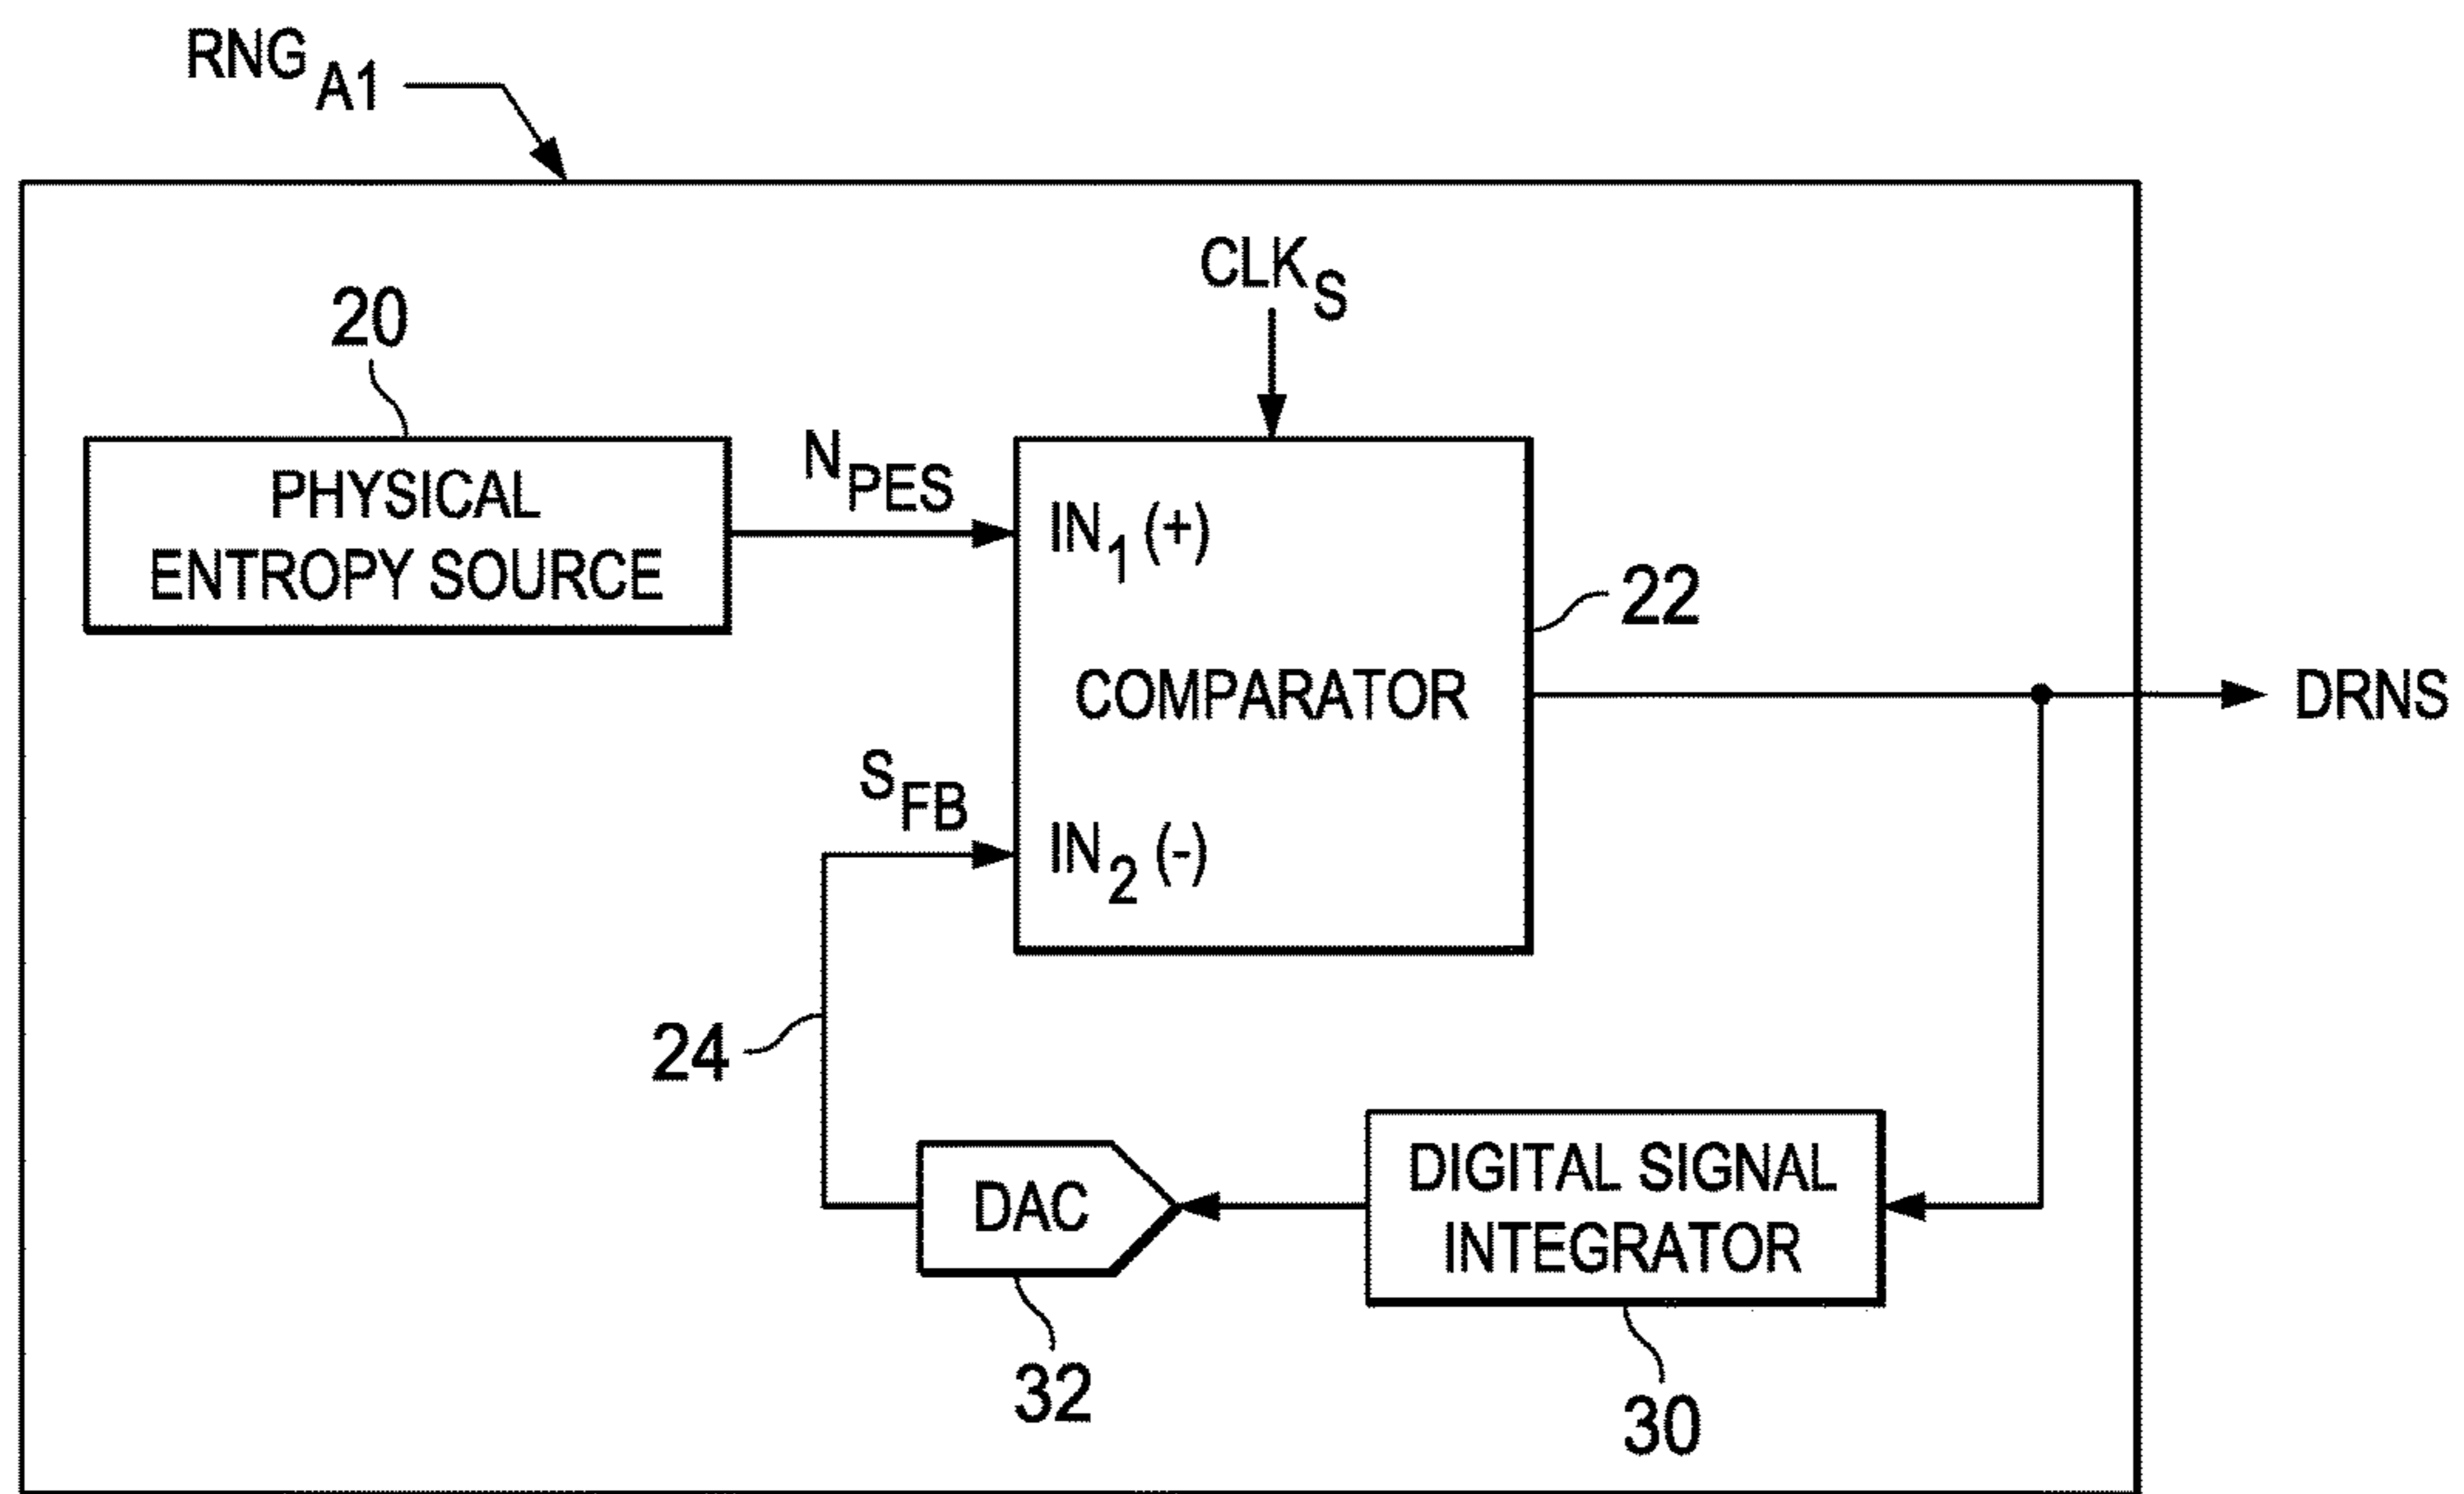 RNG A1
CLK S
20
PHYSICAL
ENTROPY SOURCE
N PES
IN 1 (+)
22
COMPARATOR
DRNS
S FB
IN 2 (-)
24
DAC
DIGITAL SIGNAL
INTEGRATOR
32
30